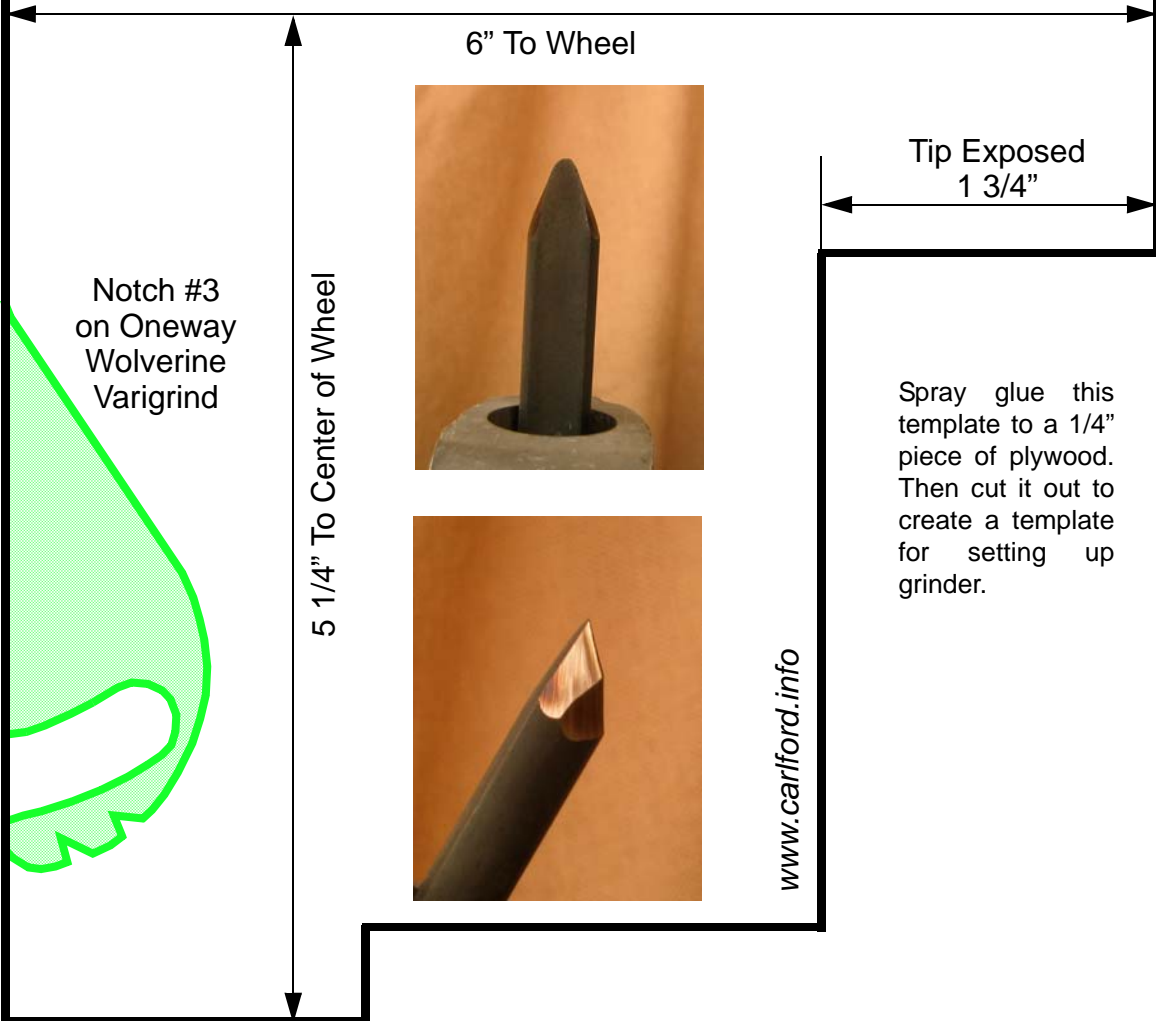 6” To Wheel
Tip Exposed
1 3/4”
Notch #3
on Oneway
Wolverine
Varigrind
5 1/4” To Center of Wheel
Spray glue this
template to a 1/4”
piece of plywood.
Then cut it out to
create a template
for setting up
grinder.
www.carlford.info